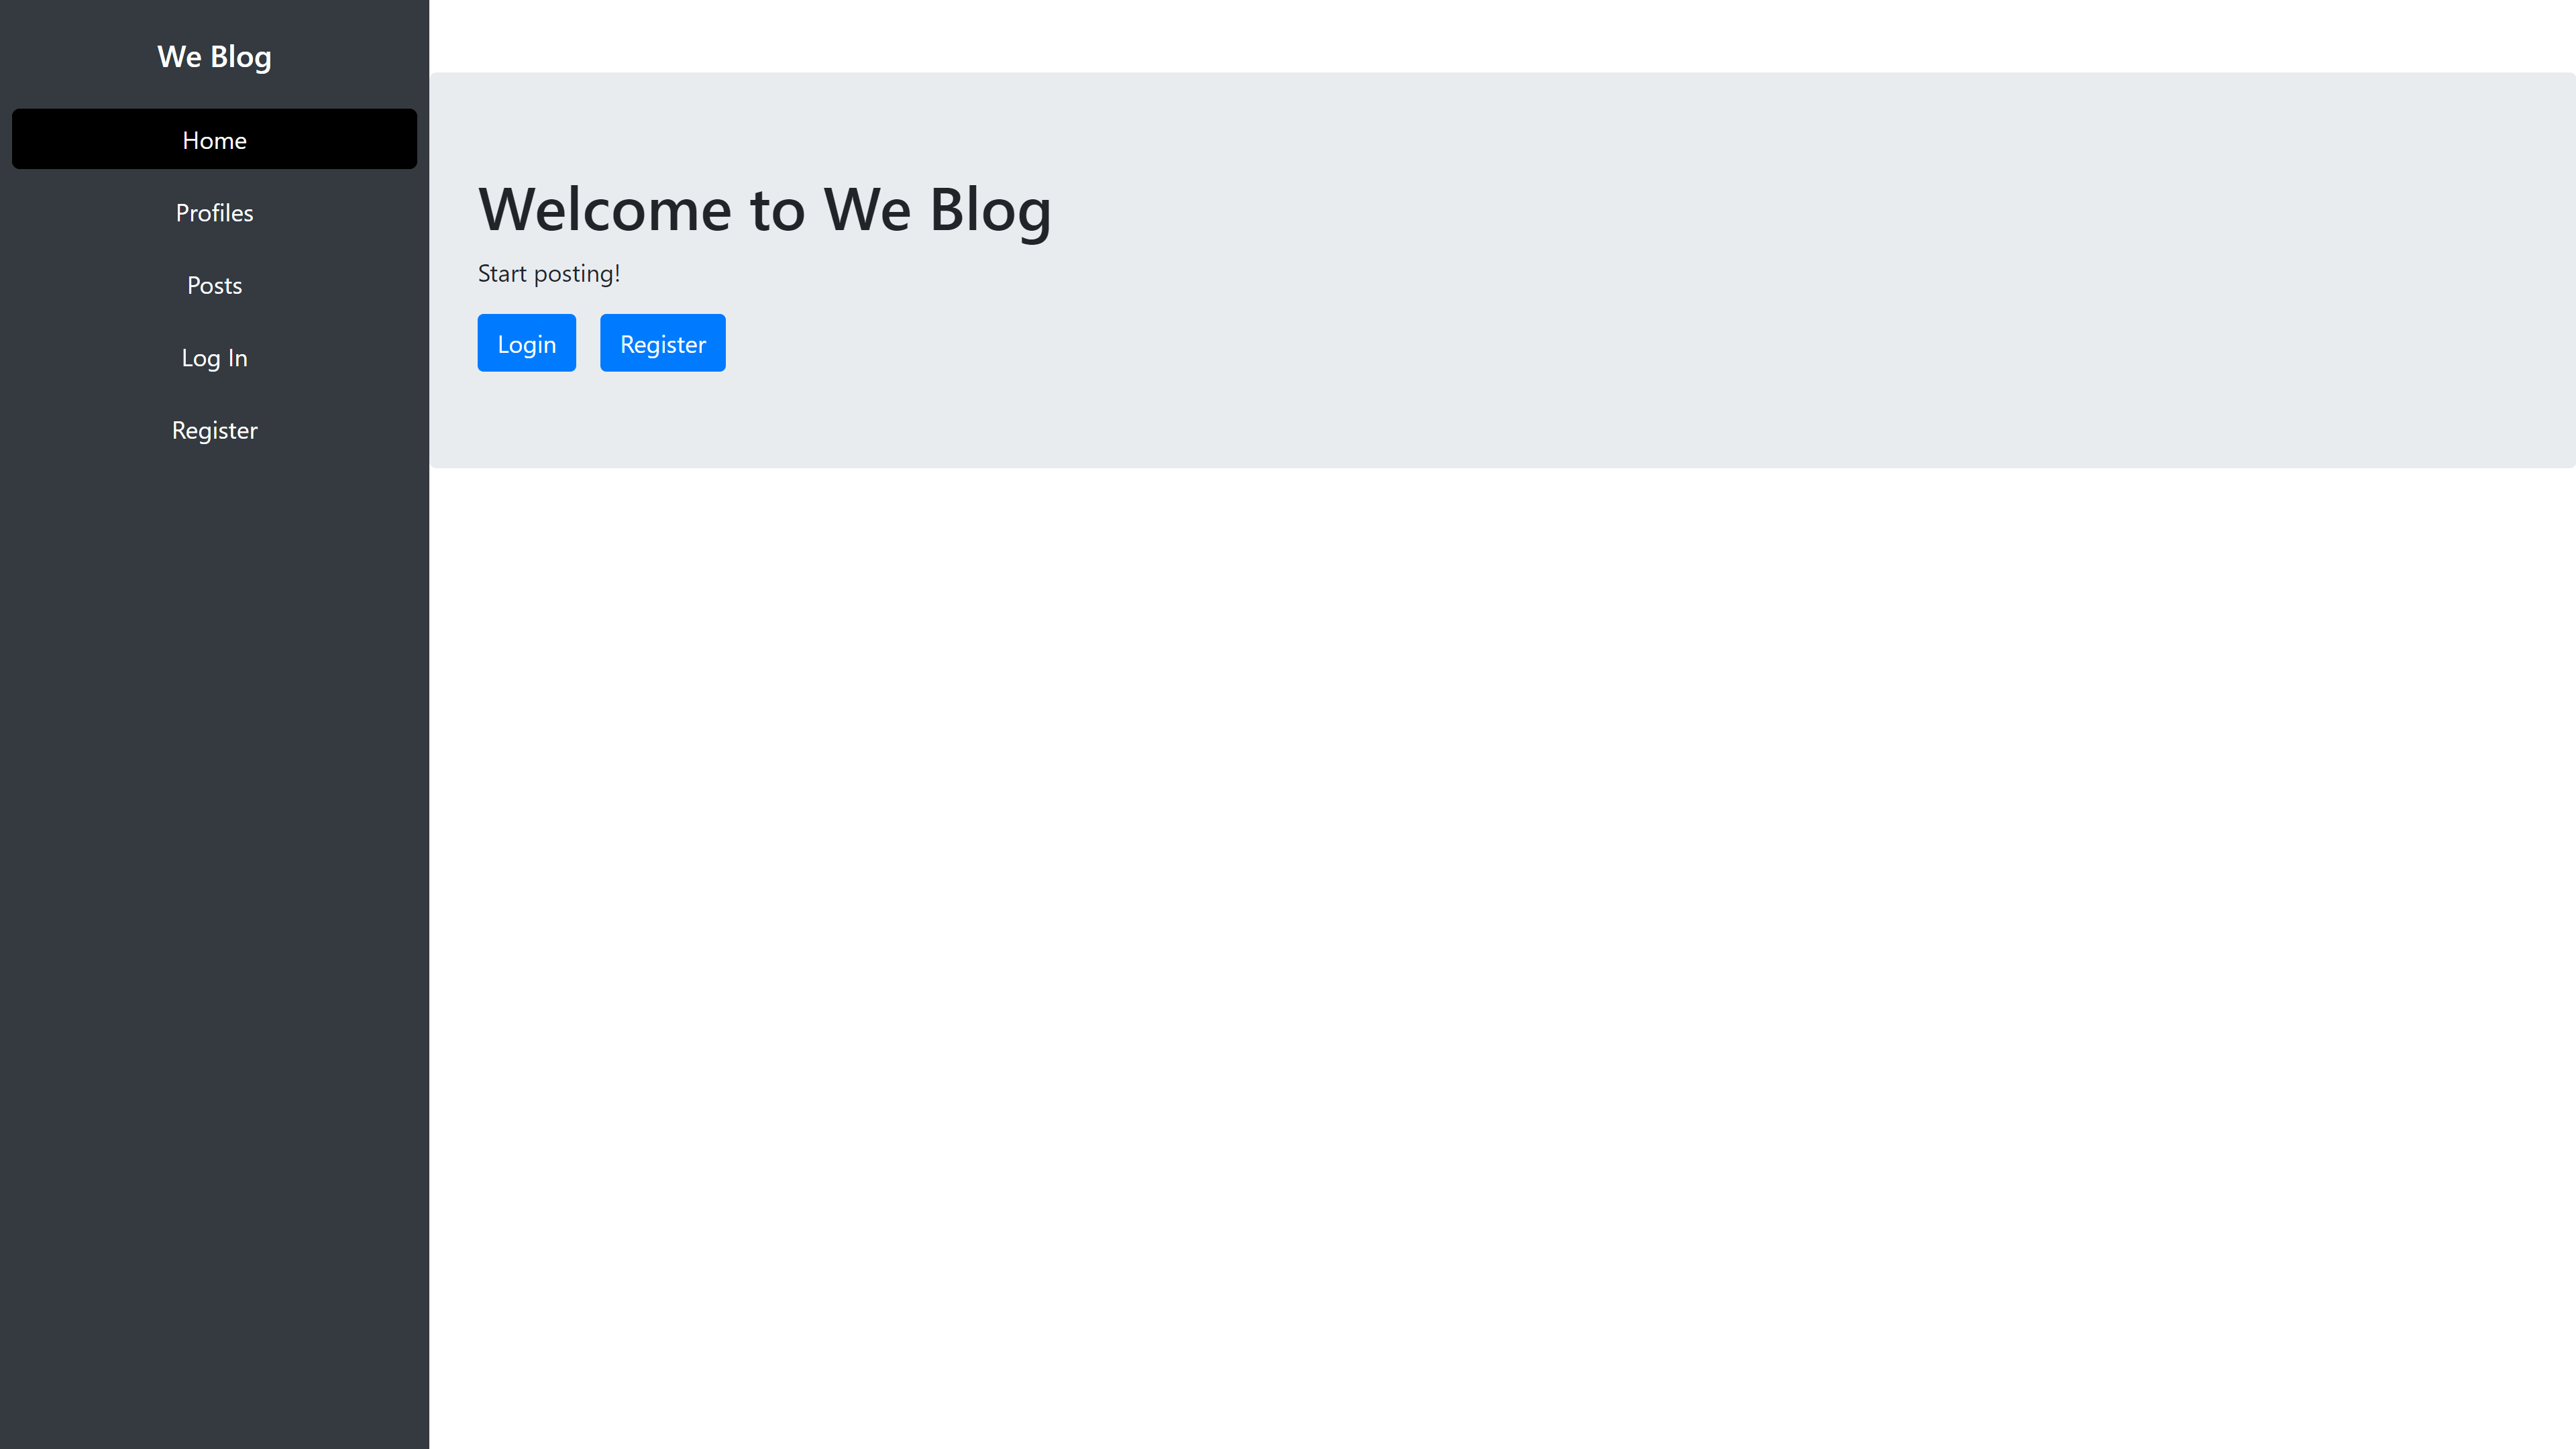 We Blog
Home
Profiles
Posts
Log In
Register
Welcome to We Blog
Start posting!
Login Register